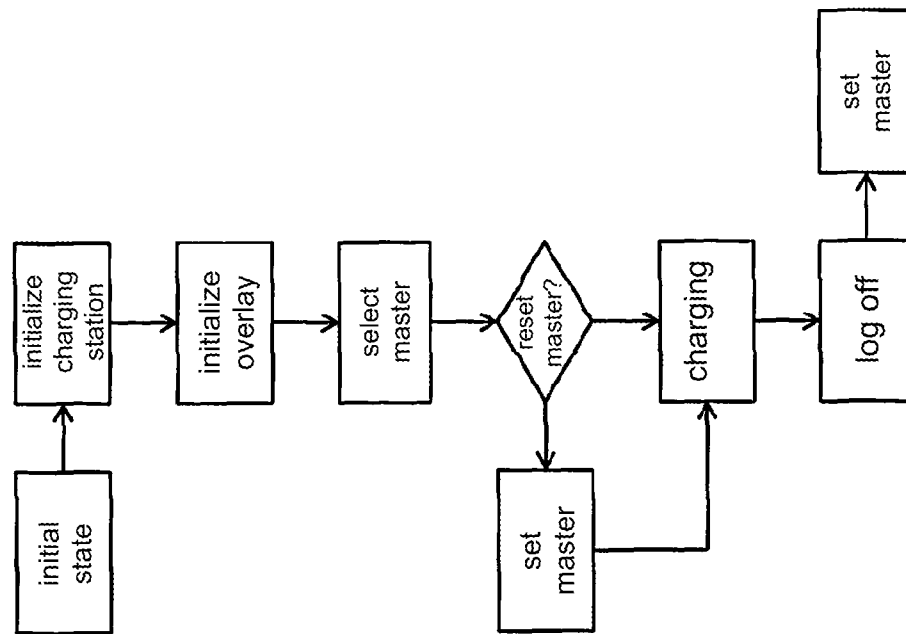 initial
state
initialize
charging
station
initialize
overlay
select
master
reset
master?
set
master
charging
log off
set
master